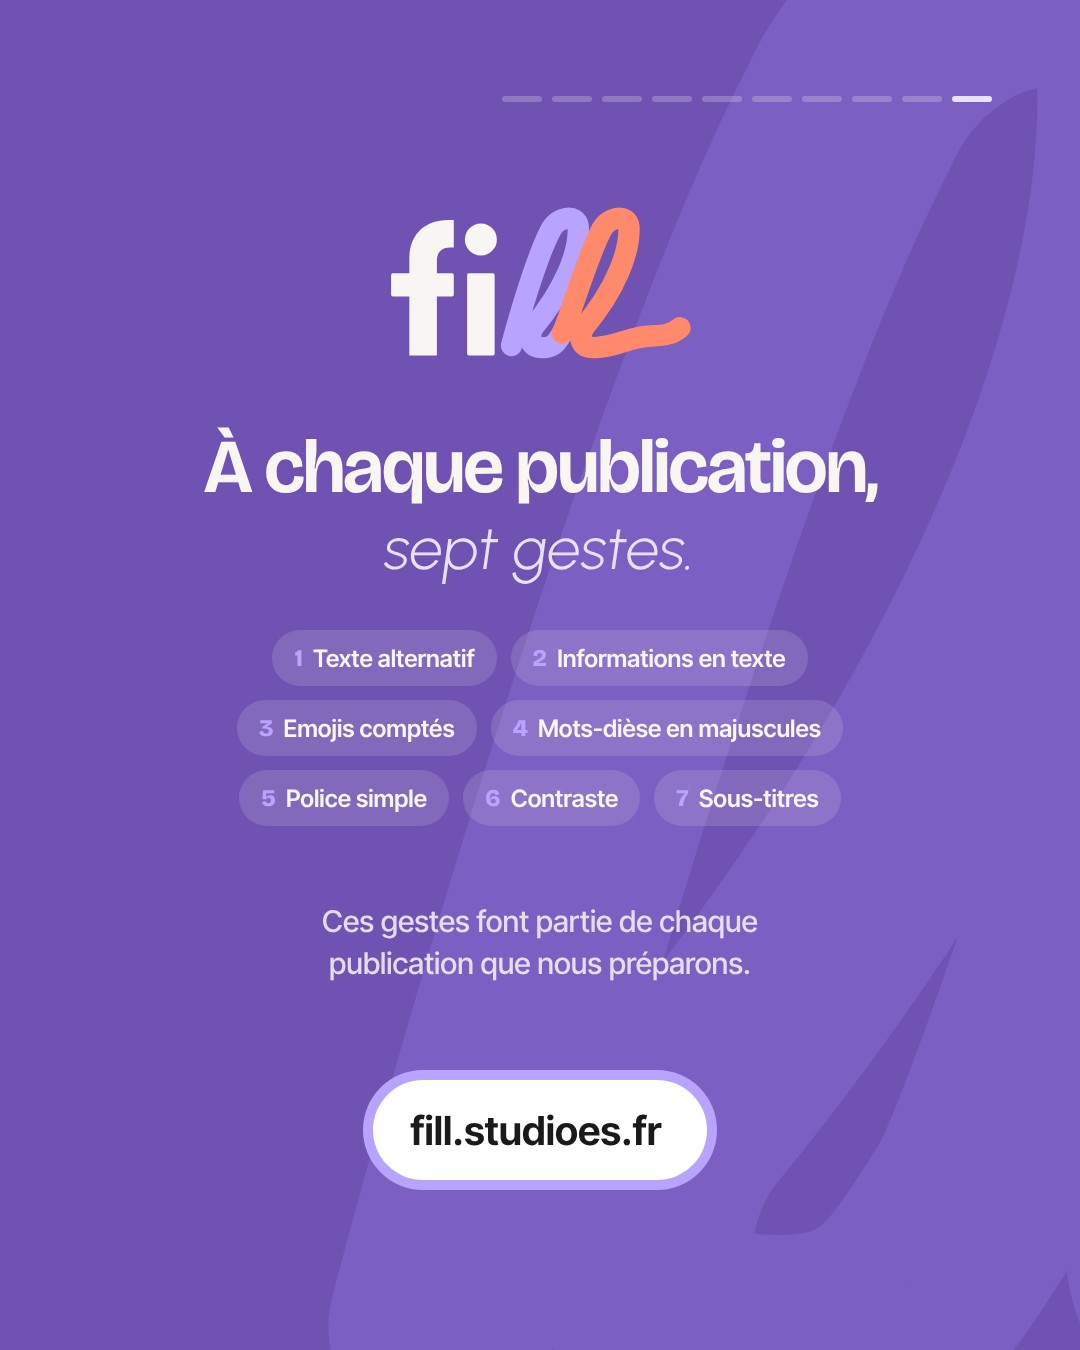 fill
À chaque publication,
sept gestes.
1 Texte alternatif
2 Informations en texte
3 Emojis comptés
4 Mots-dièse en majuscules
5 Police simple
6 Contraste
7 Sous-titres
Ces gestes font partie de chaque
publication que nous préparons.
fill.studioes.fr